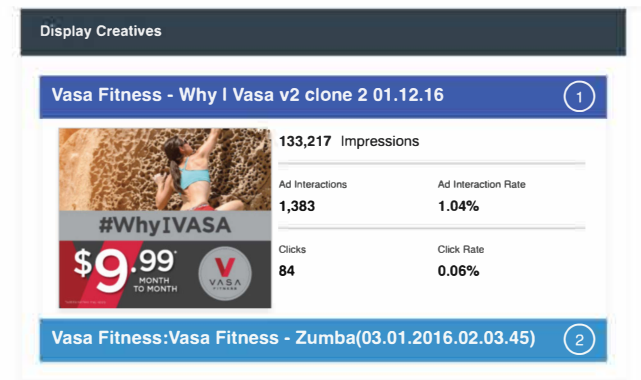 Display Creatives
Vasa Fitness - Why I Vasa v2 clone 2 01.12.16
1
133,217 Impressions
Ad Interactions Ad Interaction Rate
1,383 1.04%
#WhyIVASA
Clicks Click Rate
84 0.06%
$9.99*
MONTH
TO MONTH
VASA
FITNESS
Vasa Fitness:Vasa Fitness - Zumba(03.01.2016.02.03.45)
2